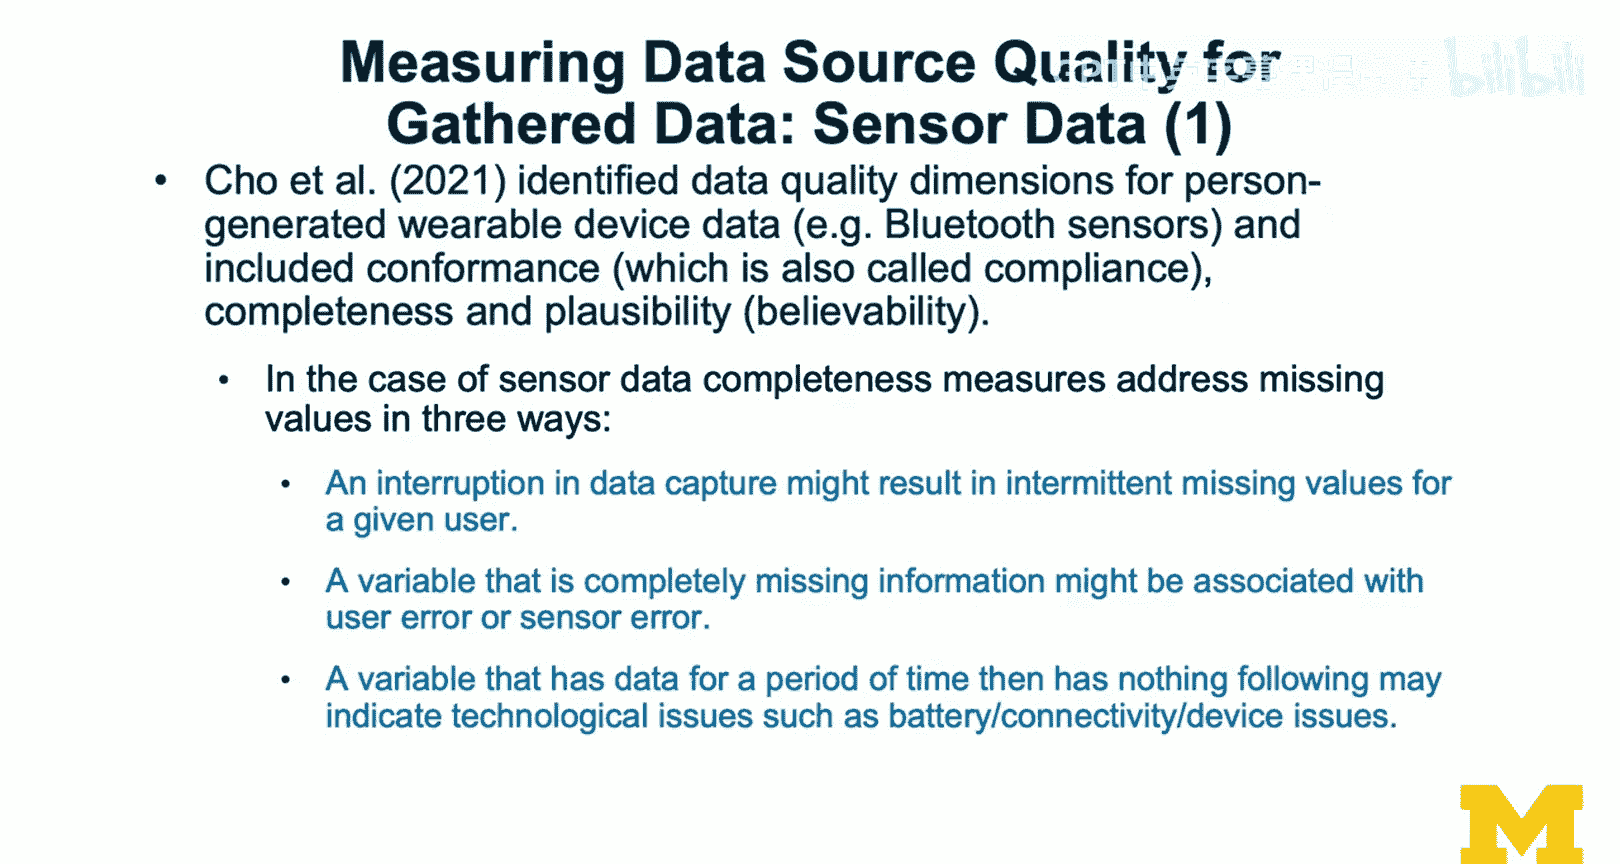 Measuring Data Source Quality for
Gathered Data: Sensor Data (1)
• Cho et al. (2021) identified data quality dimensions for person-
generated wearable device data (e.g. Bluetooth sensors) and
included conformance (which is also called compliance),
completeness and plausibility (believability).
• In the case of sensor data completeness measures address missing
values in three ways:
• An interruption in data capture might result in intermittent missing values for
a given user.
• A variable that is completely missing information might be associated with
user error or sensor error.
• A variable that has data for a period of time then has nothing following may
indicate technological issues such as battery/connectivity/device issues.
bilibili
M